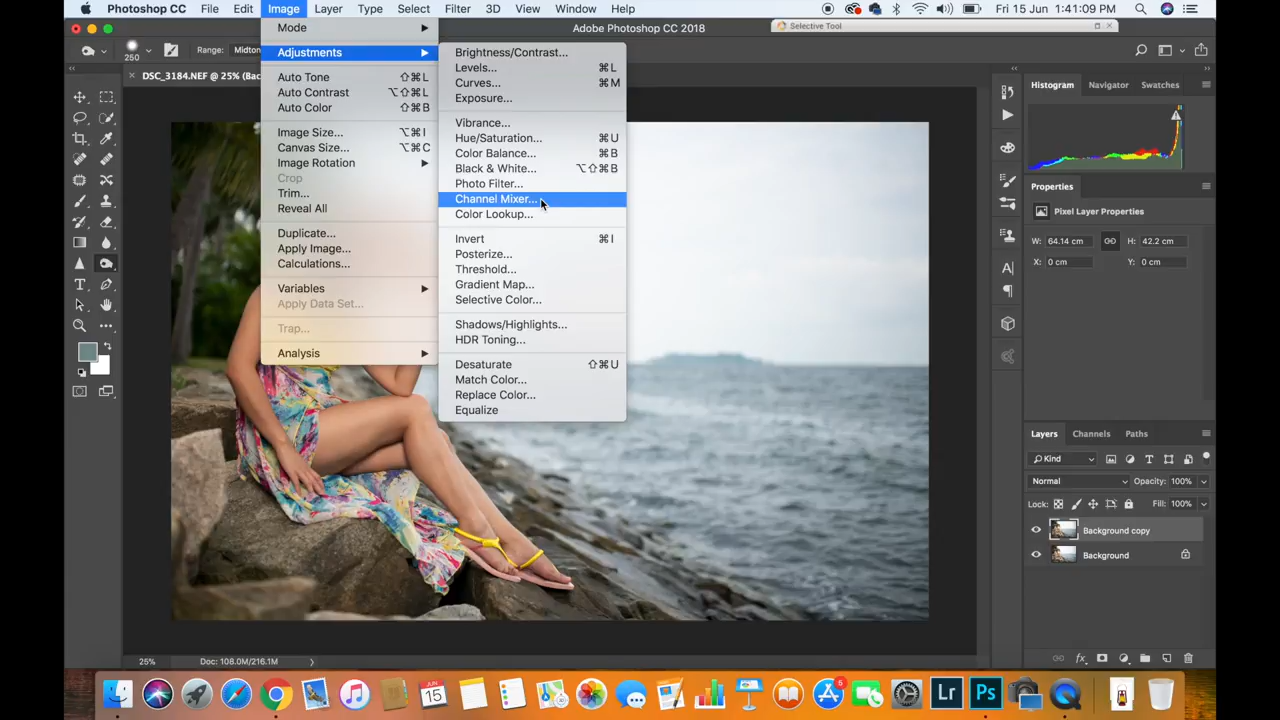 Photoshop CC File Edit Image Layer Type Select Filter 3D View Window Help Fri 15 Jun 1:41:09 PM
Adobe Photoshop CC 2018
Selective Tool
250 Range:
DSC_3184.NEF @ 25%
Mode
Adjustments
Auto Tone ⇧⌘L
Auto Contrast ⌥⇧⌘L
Auto Color ⇧⌘B
Image Size... ⌥⌘I
Canvas Size... ⌥⌘C
Image Rotation
Crop
Trim...
Reveal All
Duplicate...
Apply Image...
Calculations...
Variables
Apply Data Set...
Trap...
Analysis
Brightness/Contrast...
Levels... ⌘L
Curves... ⌘M
Exposure...
Vibrance...
Hue/Saturation... ⌘U
Color Balance... ⌘B
Black & White... ⌥⇧⌘B
Photo Filter...
Channel Mixer...
Color Lookup...
Invert ⌘I
Posterize...
Threshold...
Gradient Map...
Selective Color...
Shadows/Highlights...
HDR Toning...
Desaturate ⇧⌘U
Match Color...
Replace Color...
Equalize
Histogram Navigator Swatches
Properties
Pixel Layer Properties
W: 64.14 cm H: 42.2 cm
X: 0 cm Y: 0 cm
Layers Channels Paths
Kind
Normal Opacity: 100%
Lock: Fill: 100%
Background copy
Background
25% Doc: 108.0M/216.1M
JUN
15
6
Lr Ps